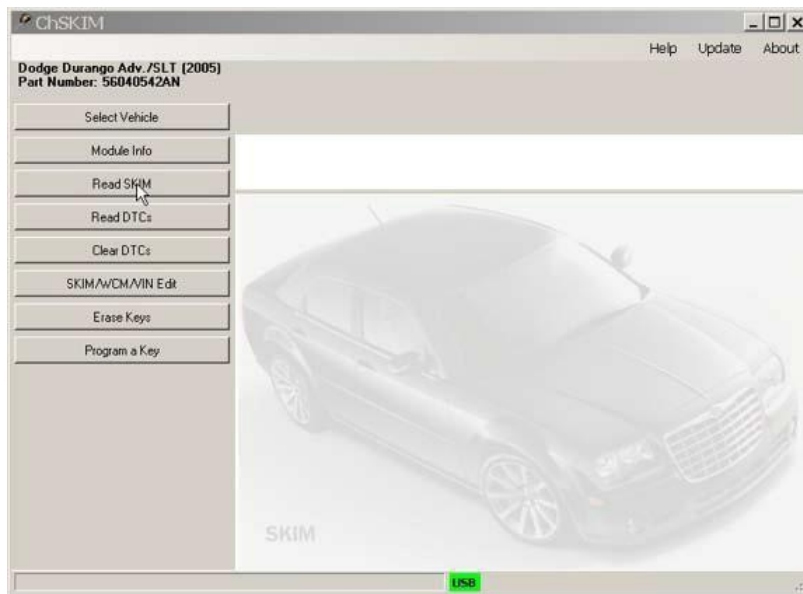 ChSKIM
Help Update About
Dodge Durango Adv./SLT (2005)
Part Number: 56040542AN
Select Vehicle
Module Info
Read SKIM
Read DTCs
Clear DTCs
SKIM/WCM/VIN Edit
Erase Keys
Program a Key
SKIM
USB